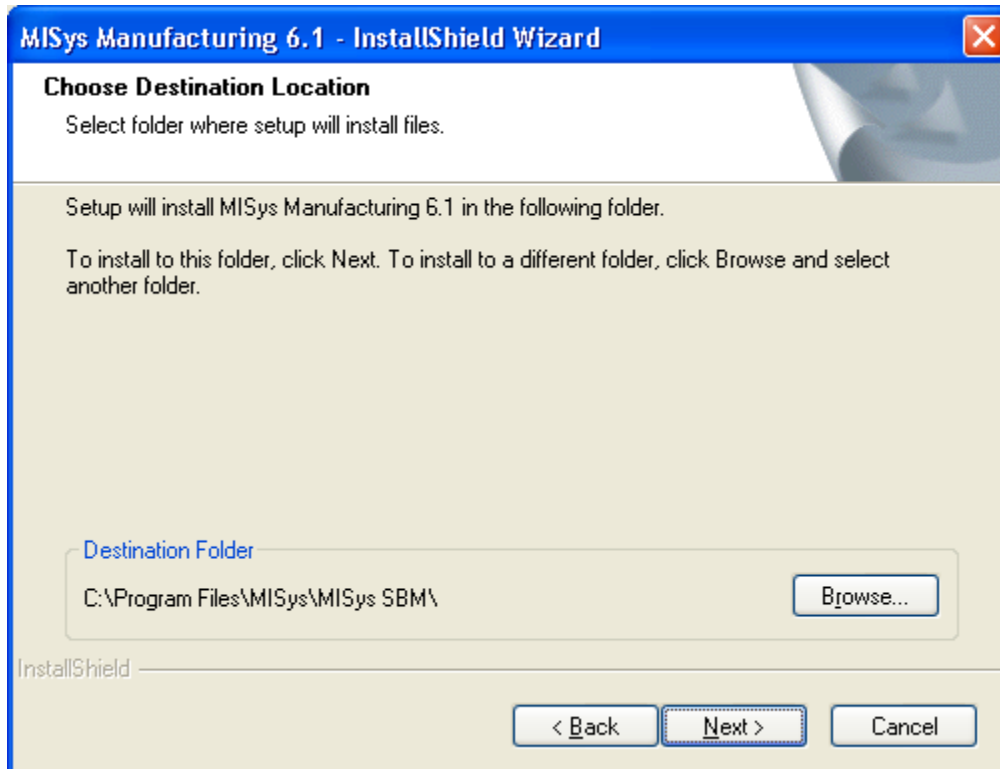 MISys Manufacturing 6.1 - InstallShield Wizard
Choose Destination Location
Select folder where setup will install files.
Setup will install MISys Manufacturing 6.1 in the following folder.
To install to this folder, click Next. To install to a different folder, click Browse and select
another folder.
Destination Folder
C:\Program Files\MISys\MISys SBM\
Browse...
InstallShield
< Back
Next >
Cancel